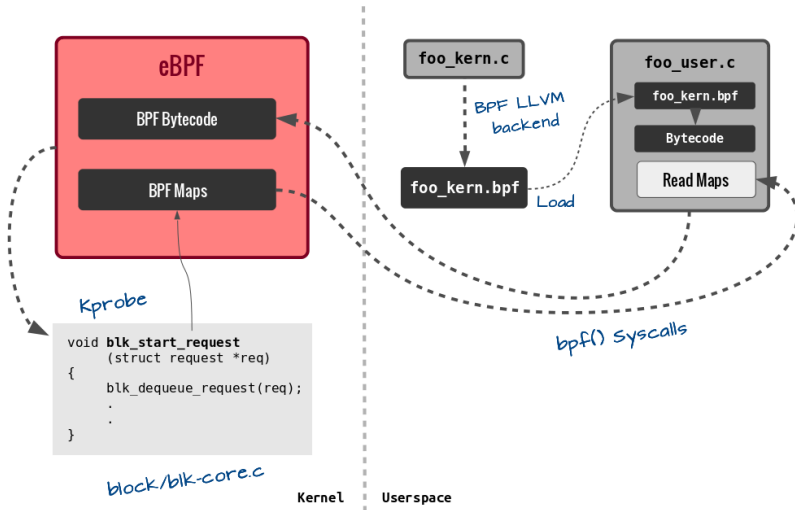 eBPF
BPF Bytecode
BPF Maps
Kprobe
void blk_start_request
(struct request *req)
{
blk_dequeue_request(req);
.
.
}
block/blk-core.c
Kernel
foo_kern.c
BPF LLVM
backend
foo_kern.bpf
Load
foo_user.c
foo_kern.bpf
Bytecode
Read Maps
bpf() Syscalls
Userspace